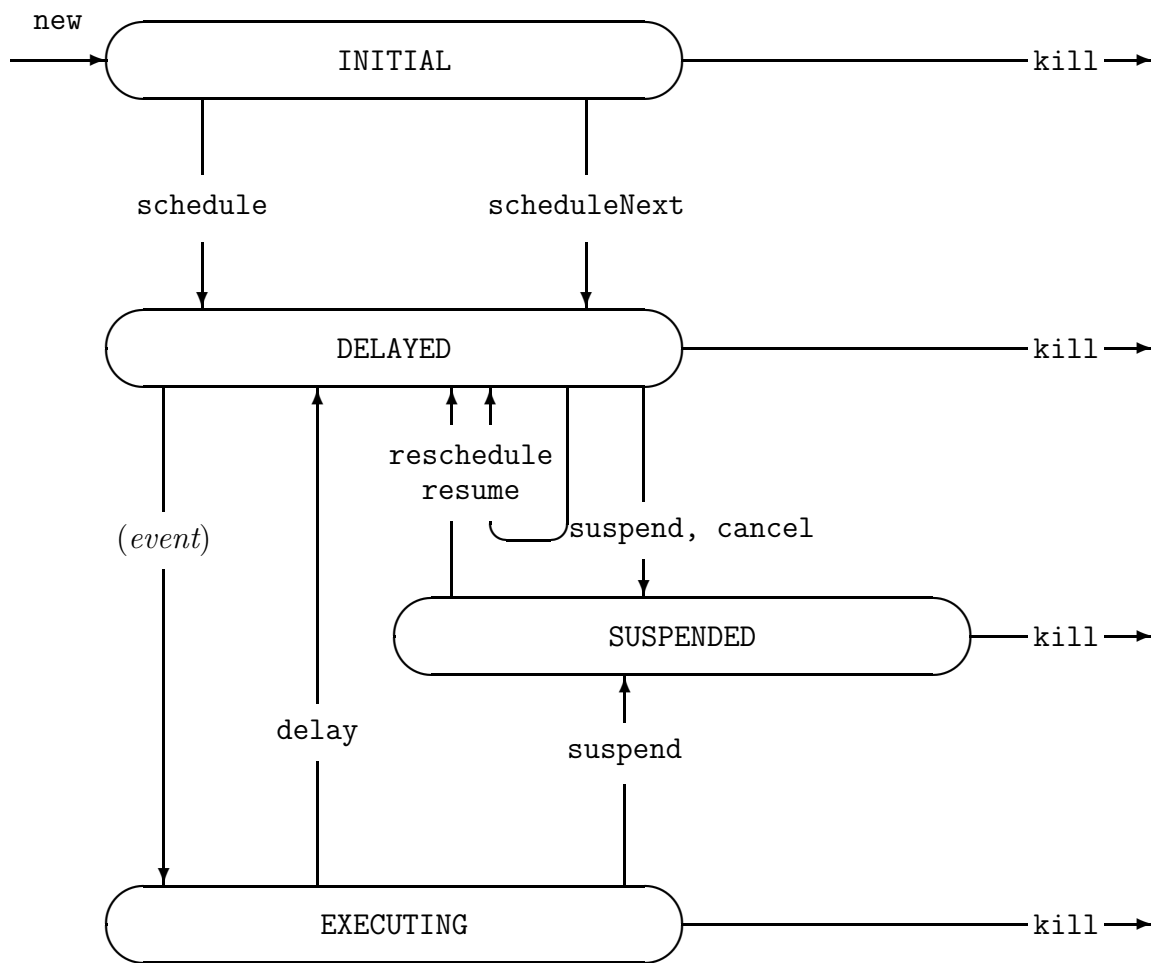 new
INITIAL
kill
schedule
scheduleNext
DELAYED
kill
reschedule
resume
(event)
suspend, cancel
SUSPENDED
kill
delay
suspend
EXECUTING
kill